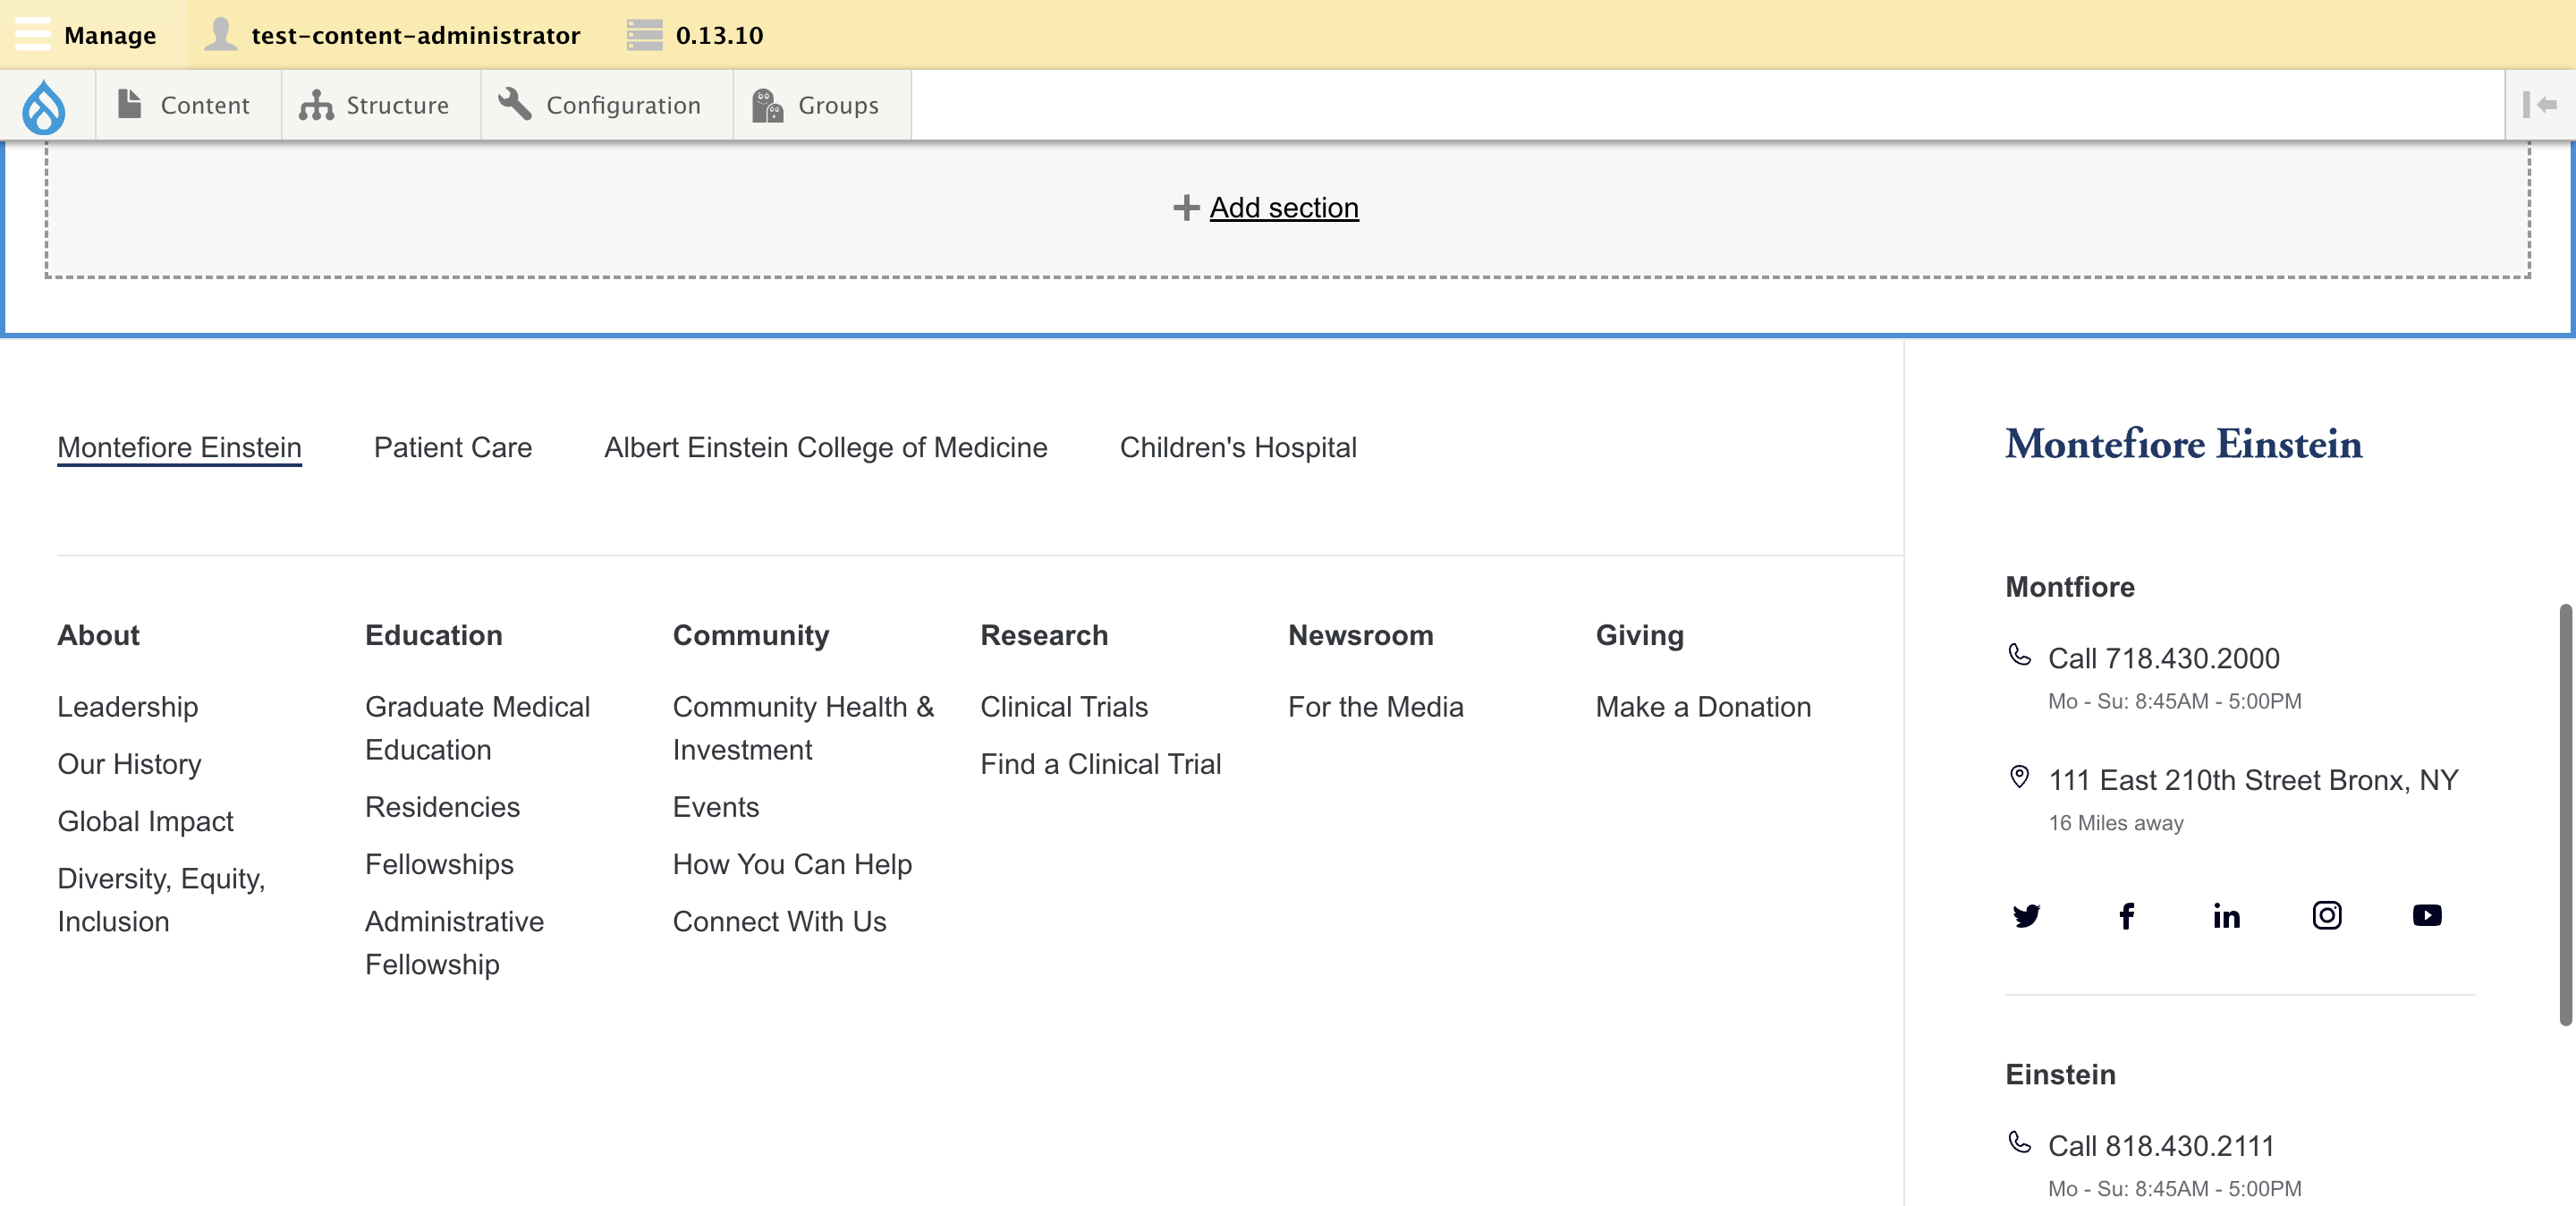 Manage test-content-administrator 0.13.10
Content Structure Configuration Groups
Add section
Montefiore Einstein Patient Care Albert Einstein College of Medicine Children's Hospital
About
Leadership
Our History
Global Impact
Diversity, Equity,
Inclusion
Education
Graduate Medical
Education
Residencies
Fellowships
Administrative
Fellowship
Community
Community Health &
Investment
Events
How You Can Help
Connect With Us
Research
Clinical Trials
Find a Clinical Trial
Newsroom
For the Media
Giving
Make a Donation
Montefiore Einstein
Montfiore
Call 718.430.2000
Mo - Su: 8:45AM - 5:00PM
111 East 210th Street Bronx, NY
16 Miles away
Einstein
Call 818.430.2111
Mo - Su: 8:45AM - 5:00PM